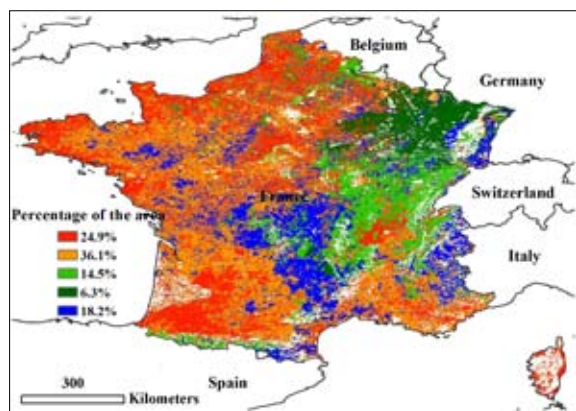 Belgium
Germany
France
Switzerland
Percentage of the area
24.9%
36.1%
14.5%
6.3%
18.2%
Italy
300
Kilometers
Spain